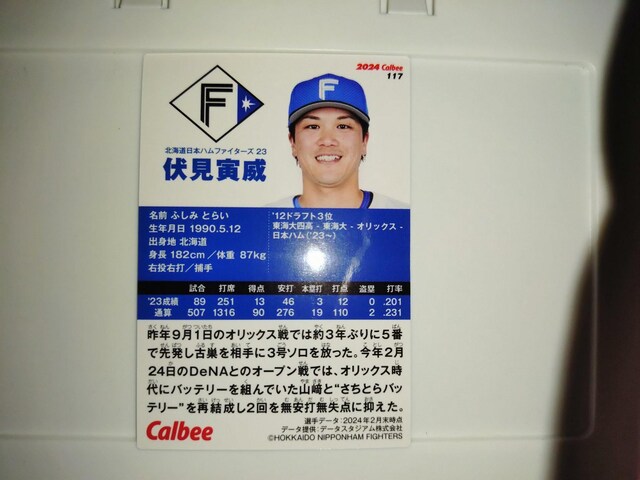 2024 Calbee
117
F
F
北海道日本ハムファイターズ 23
伏見寅威
名前 ふしみ とらい
生年月日 1990.5.12
出身地 北海道
身長 182cm／体重 87kg
右投右打／捕手
'12ドラフト3位
東海大四高 - 東海大 - オリックス -
日本ハム('23〜)
試合 打席 得点 安打 本塁打 打点 盗塁 打率
'23成績 89 251 13 46 3 12 0 .201
通算 507 1316 90 276 19 110 2 .231
昨年9月1日のオリックス戦では約3年ぶりに5番
で先発し古巣を相手に3号ソロを放った。今年2月
24日のDeNAとのオープン戦では、オリックス時
代にバッテリーを組んでいた山﨑と“さちとらバッ
テリー”を再結成し2回を無安打無失点に抑えた。
Calbee
選手データ：2024年2月末時点
データ提供：データスタジアム株式会社
©HOKKAIDO NIPPONHAM FIGHTERS